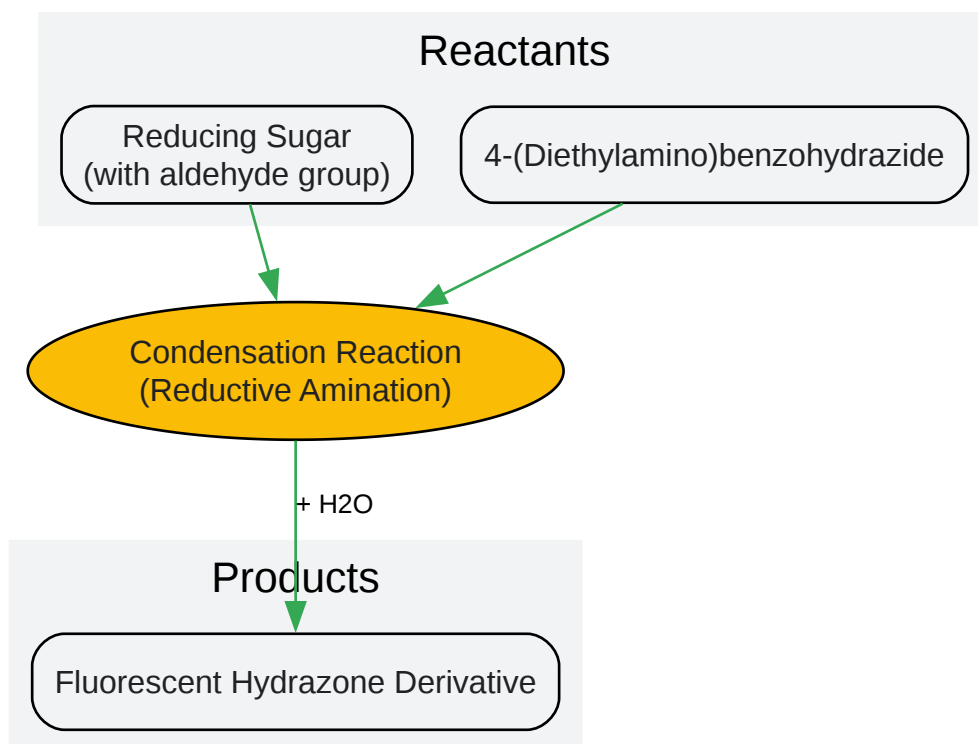 Reactants
Reducing Sugar
(with aldehyde group)
4-(Diethylamino)benzohydrazide
Condensation Reaction
(Reductive Amination)
+ H2O
Products
Fluorescent Hydrazone Derivative